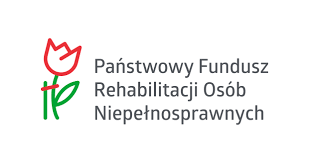 Państwowy Fundusz
Rehabilitacji Osób
Niepełnosprawnych